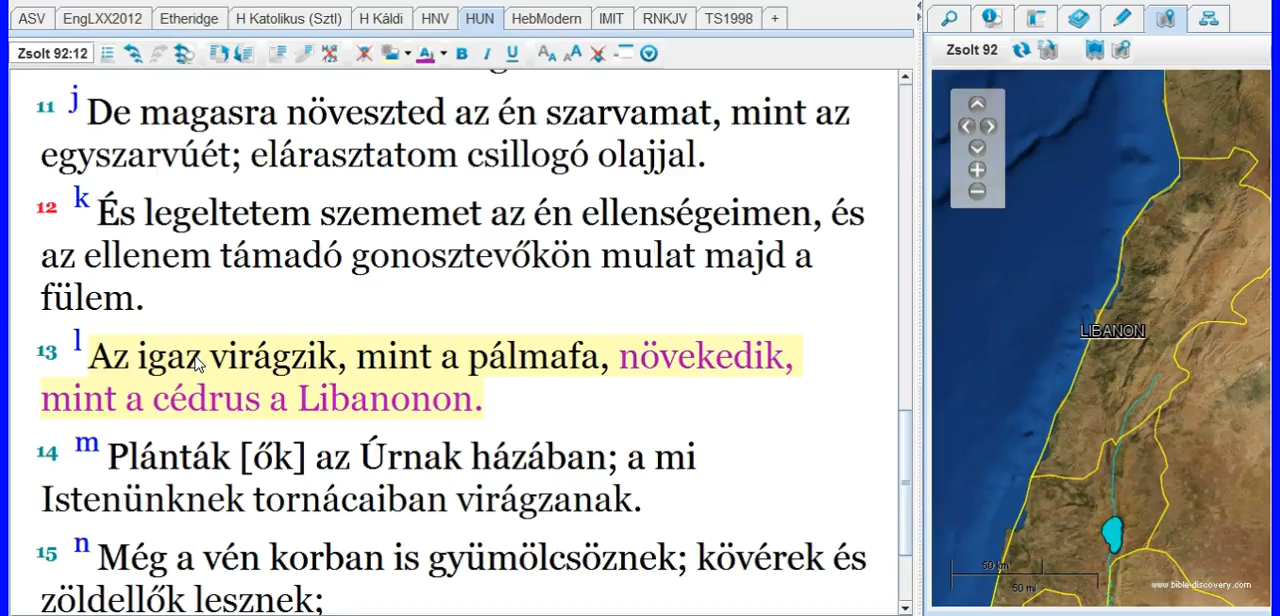 ASV EngLXX2012 Etheridge H Katolikus (Sztl) H Káldi HNV HUN HebModern IMIT RNKJV TS1998 +
Zsolt 92:12
11 j De magasra növeszted az én szarvamat, mint az
egyszarvúét; elárasztatom csillogó olajjal.
12 k És legeltetem szememet az én ellenségeimen, és
az ellenem támadó gonosztevőkön mulat majd a
fülem.
13 l Az igaz virágzik, mint a pálmafa, növekedik,
mint a cédrus a Libanonon.
14 m Plánták [ők] az Úrnak házában; a mi
Istenünknek tornácaiban virágzanak.
15 n Még a vén korban is gyümölcsöznek; kövérek és
zöldellők lesznek;
Zsolt 92
LIBANON
50 km
50 mi
www.bible-discovery.com